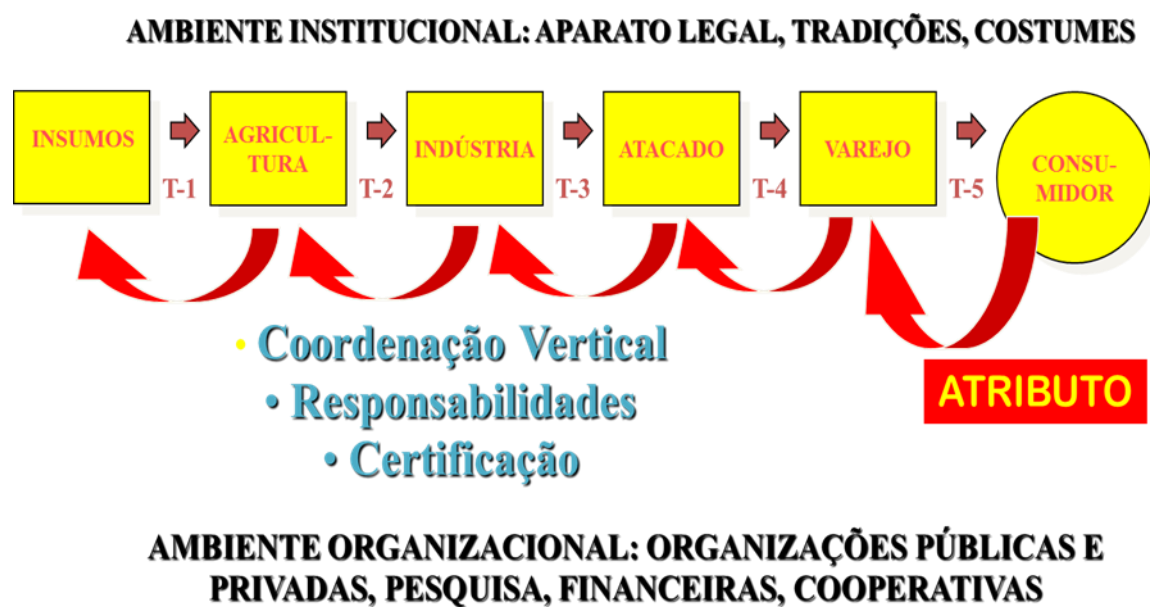 AMBIENTE INSTITUCIONAL: APARATO LEGAL, TRADIÇÕES, COSTUMES
INSUMOS
T-1
AGRICUL-
TURA
T-2
INDÚSTRIA
T-3
ATACADO
T-4
VAREJO
T-5
CONSU-
MIDOR
• Coordenação Vertical
• Responsabilidades
• Certificação
ATRIBUTO
AMBIENTE ORGANIZACIONAL: ORGANIZAÇÕES PÚBLICAS E
PRIVADAS, PESQUISA, FINANCEIRAS, COOPERATIVAS